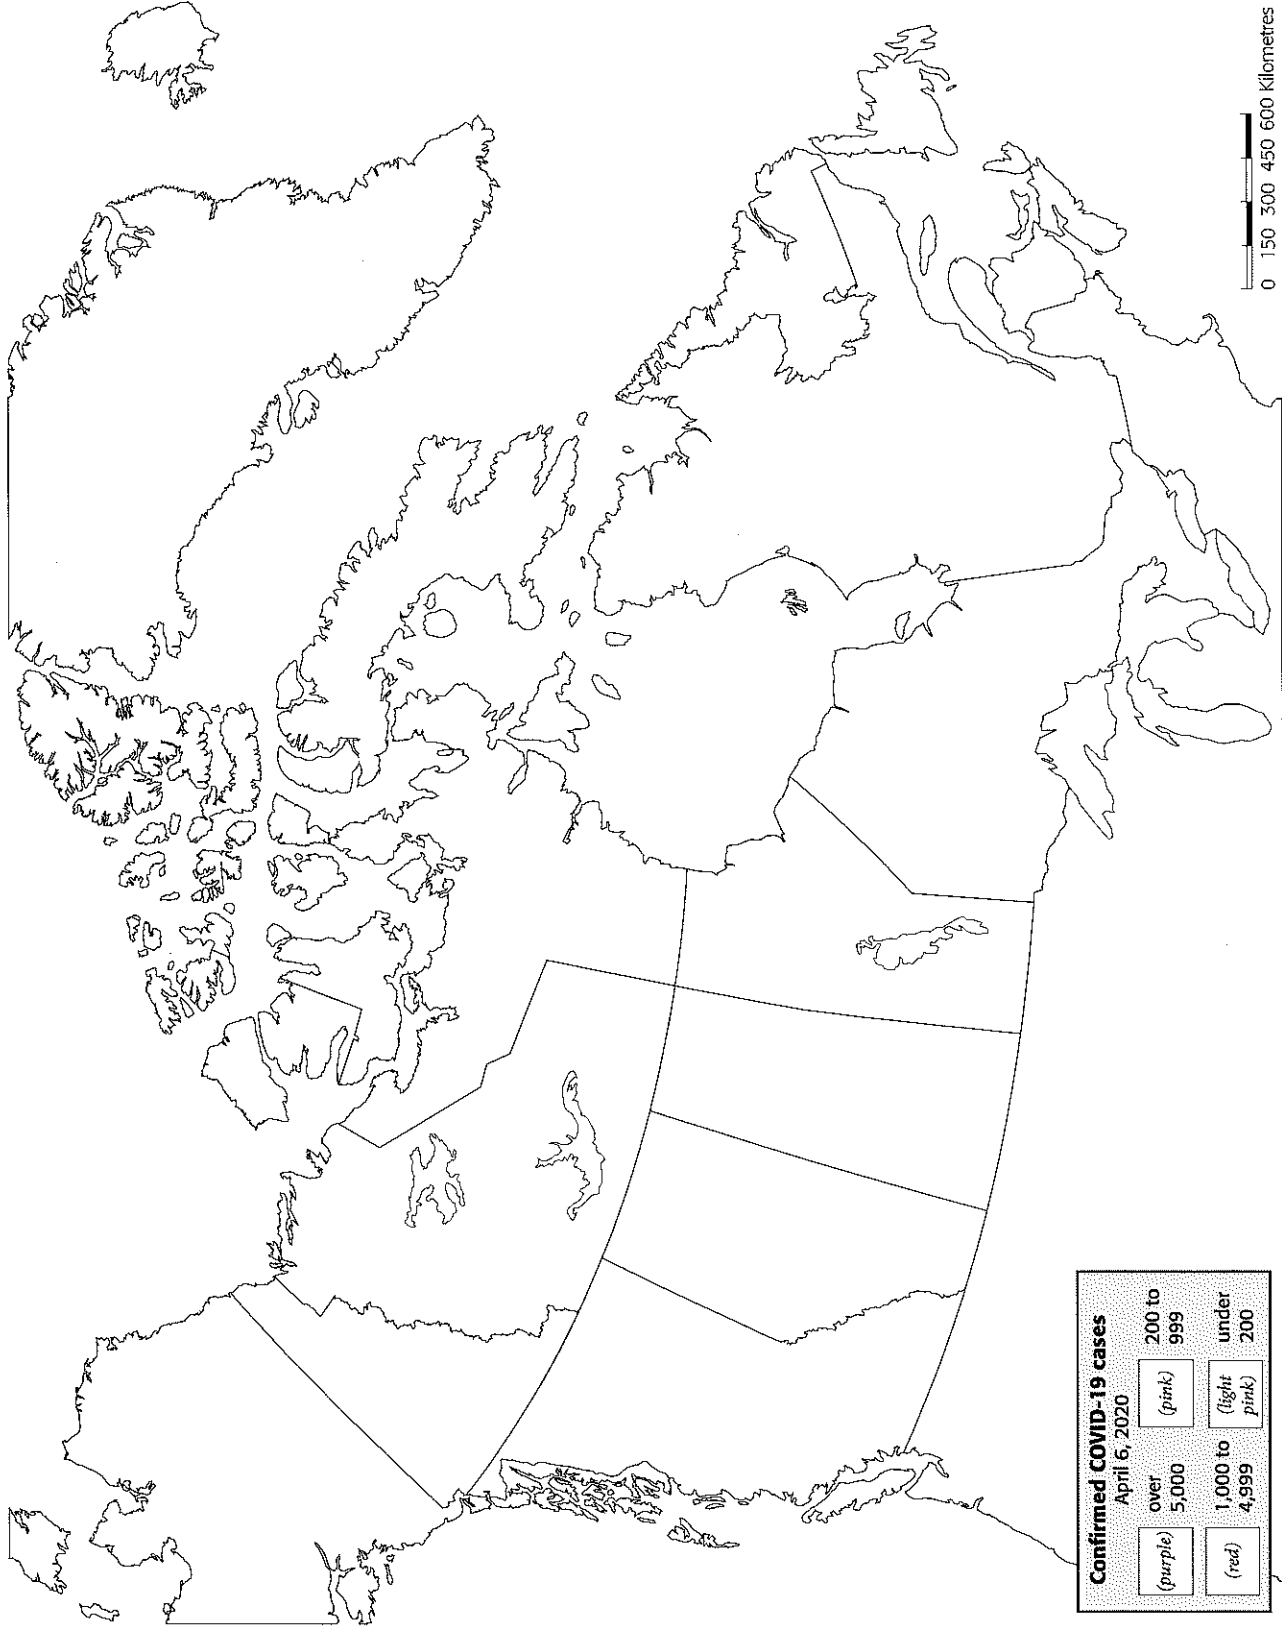 Confirmed COVID-19 cases
April 6, 2020
(purple) over 5,000
(pink) 200 to 999
(red) 1,000 to 4,999
(light pink) under 200
0 150 300 450 600 Kilometres